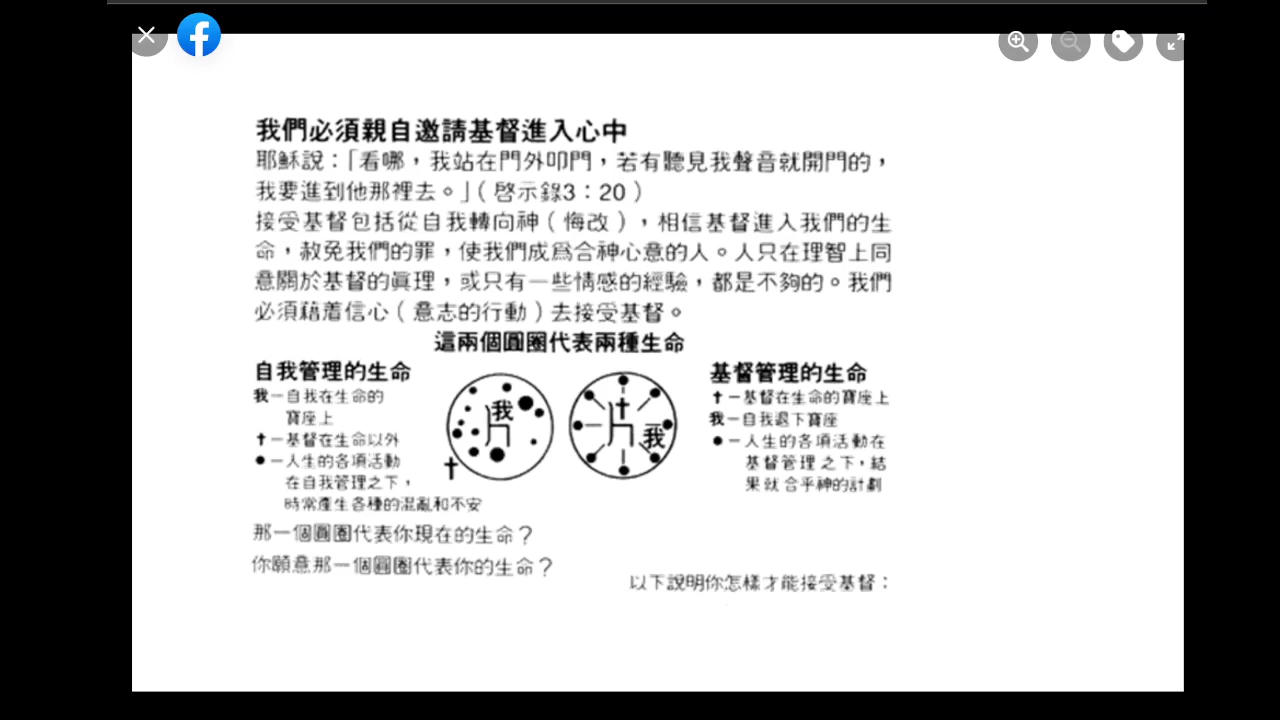 我們必須親自邀請基督進入心中
耶穌說：「看哪，我站在門外叩門，若有聽見我聲音就開門的，
我要進到他那裡去。」（啓示錄3：20）
接受基督包括從自我轉向神（悔改），相信基督進入我們的生
命，赦免我們的罪，使我們成爲合神心意的人。人只在理智上同
意關於基督的眞理，或只有一些情感的經驗，都是不夠的。我們
必須藉着信心（意志的行動）去接受基督。
這兩個圓圈代表兩種生命
自我管理的生命
我—自我在生命的
寶座上
✝—基督在生命以外
●—人生的各項活動
在自我管理之下，
時常產生各種的混亂和不安
我
✝
✝
我
基督管理的生命
✝—基督在生命的寶座上
我—自我退下寶座
●—人生的各項活動在
基督管理之下，結
果就合乎神的計劃
那一個圓圈代表你現在的生命？
你願意那一個圓圈代表你的生命？
以下說明你怎樣才能接受基督：